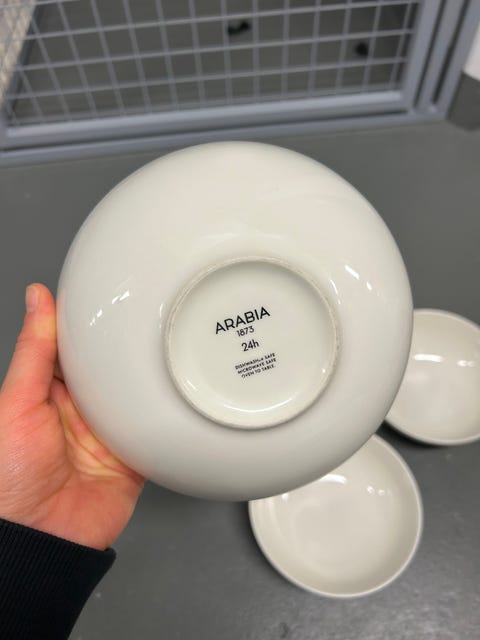 ARABIA
1873
24h
DISHWASHER SAFE
MICROWAVE SAFE
OVEN TO TABLE